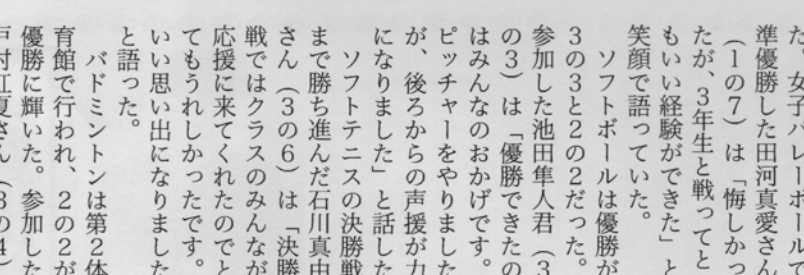 た。女子バレーボールで
準優勝した田河真愛さん
(1の7)は「悔しかっ
たが、3年生と戦ってと
もいい経験ができた」と
笑顔で語っていた。
ソフトボールは優勝が
3の3と2の2だった。
参加した池田隼人君(3
の3)は「優勝できたの
はみんなのおかげです。
ピッチャーをやりました
が、後ろからの声援が力
になりました」と話した
ソフトテニスの決勝戦
まで勝ち進んだ石川真由
さん(3の6)は「決勝
戦ではクラスのみんなが
応援に来てくれたのでと
てもうれしかったです。
いい思い出になりました
と語った。
バドミントンは第2体
育館で行われ、2の2が
優勝に輝いた。参加した
戸村紅夏さん(3の4)